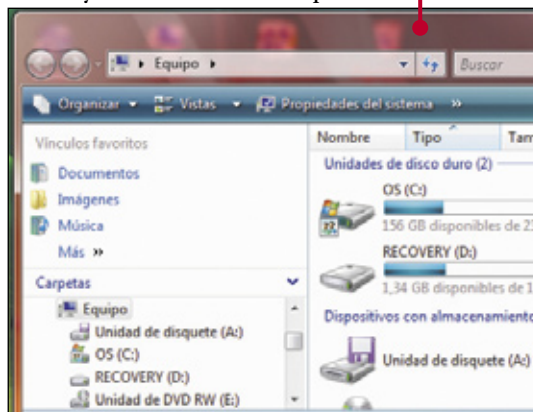 Equipo
Buscar
Organizar Vistas Propiedades del sistema »
Vínculos favoritos
Documentos
Imágenes
Música
Más »
Carpetas
Equipo
Unidad de disquete (A:)
OS (C:)
RECOVERY (D:)
Unidad de DVD RW (E:)
Nombre Tipo
Unidades de disco duro (2)
OS (C:)
156 GB disponibles de
RECOVERY (D:)
1,34 GB disponibles de
Dispositivos con
Unidad de disquete (A:)